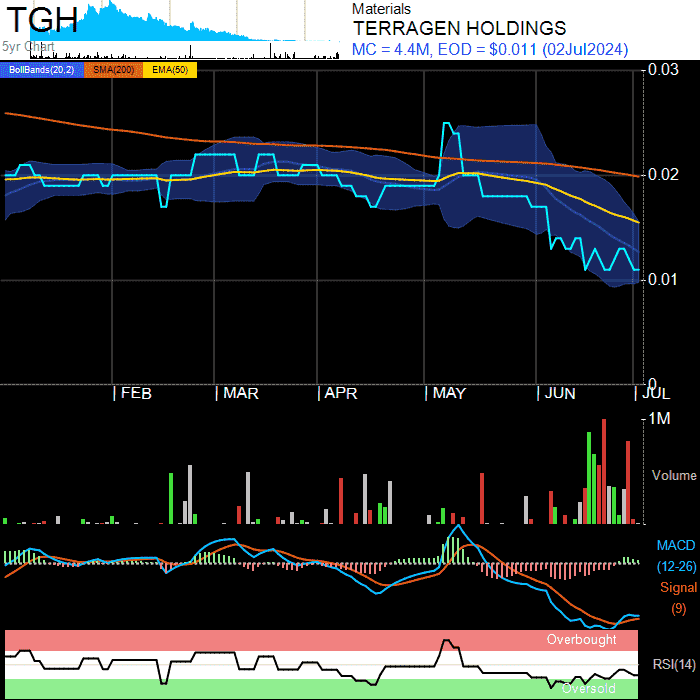 TGH
5yr Chart
Materials
TERRAGEN HOLDINGS
MC = 4.4M, EOD = $0.011 (02Jul2024)
BollBands(20,2) SMA(200) EMA(50)
0.03
0.02
0.01
0
FEB MAR APR MAY JUN JUL
1M
Volume
MACD
(12-26)
Signal
(9)
Overbought
RSI(14)
Oversold